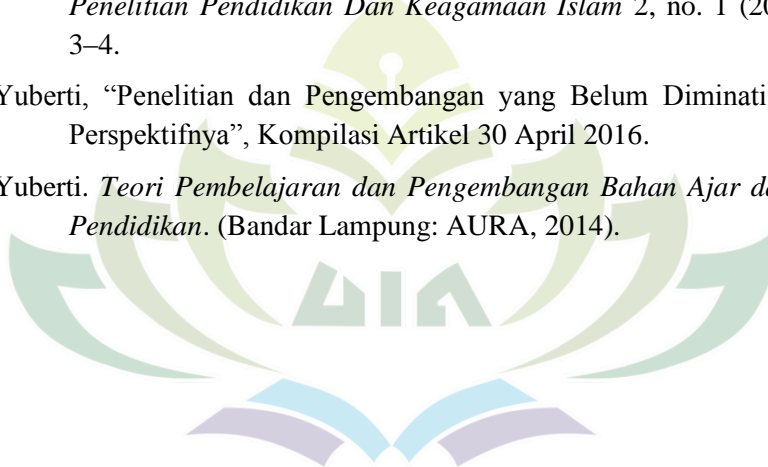 Penelitian Pendidikan Dan Keagamaan Islam 2, no. 1 (20
3–4.
Yuberti, “Penelitian dan Pengembangan yang Belum Diminati
Perspektifnya”, Kompilasi Artikel 30 April 2016.
Yuberti. Teori Pembelajaran dan Pengembangan Bahan Ajar da
Pendidikan. (Bandar Lampung: AURA, 2014).
UIN